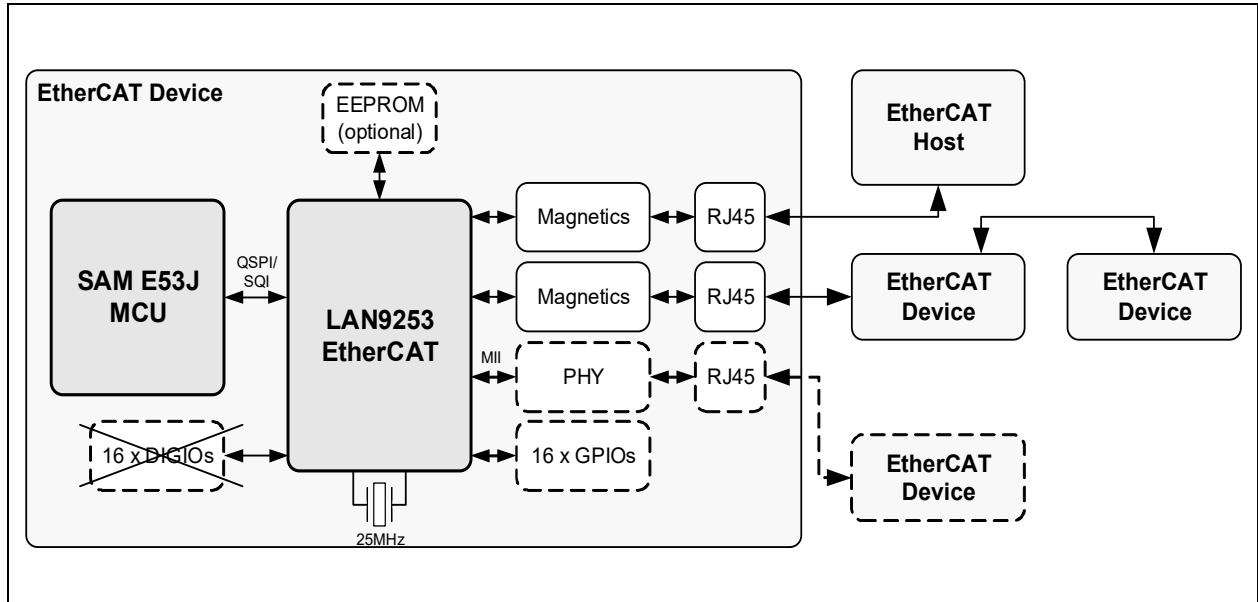 EtherCAT Device
EEPROM
(optional)
EtherCAT
Host
SAM E53J
MCU
QSPI/
SQI
LAN9253
EtherCAT
Magnetics
RJ45
Magnetics
RJ45
EtherCAT
Device
EtherCAT
Device
MII
PHY
RJ45
16 x DIGIOs
16 x GPIOs
EtherCAT
Device
25MHz